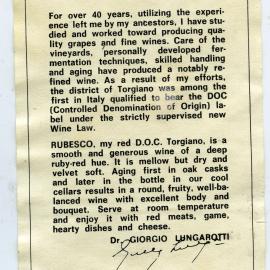 For over 40 years, utilizing the experi-
ence left me by my ancestors, I have stu-
died and worked toward producing qua-
lity grapes and fine wines. Care of the
vineyards, personally developed fer-
mentation techniques, skilled handling
and aging have produced a notably re-
fined wine. As a result of my efforts,
the district of Torgiano was among the
first in Italy qualified to bear the DOC
(Controlled Denomination of Origin) la-
bel under the strictly supervised new
Wine Law.
RUBESCO, my red D.O.C. Torgiano, is a
smooth and generous wine of a deep
ruby-red hue. It is mellow but dry and
velvet soft. Aging first in oak casks
and later in the bottle in our cool
cellars results in a round, fruity, well-ba-
lanced wine with excellent body and
bouquet. Serve at room temperature
and enjoy it with red meats, game,
hearty dishes and cheese.
Dr. GIORGIO LUNGAROTTI